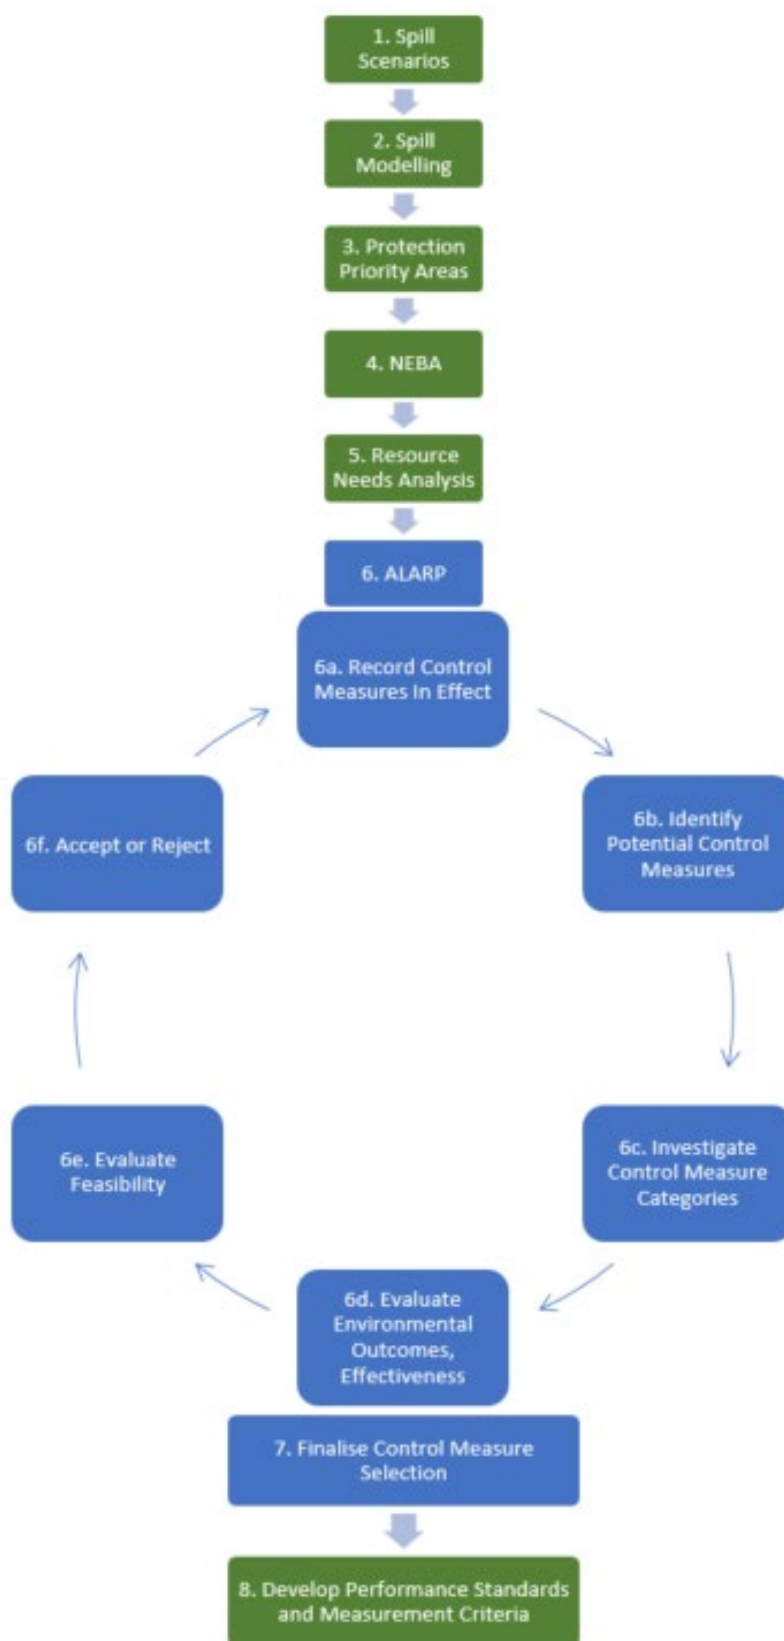 1. Spill
Scenarios
2. Spill
Modelling
3. Protection
Priority Areas
4. NEBA
5. Resource
Needs Analysis
6. ALARP
6a. Record Control
Measures In Effect
6b. Identify
Potential Control
Measures
6c. Investigate
Control Measure
Categories
6d. Evaluate
Environmental
Outcomes,
Effectiveness
6e. Evaluate
Feasibility
6f. Accept or Reject
7. Finalise Control Measure
Selection
8. Develop Performance Standards
and Measurement Criteria